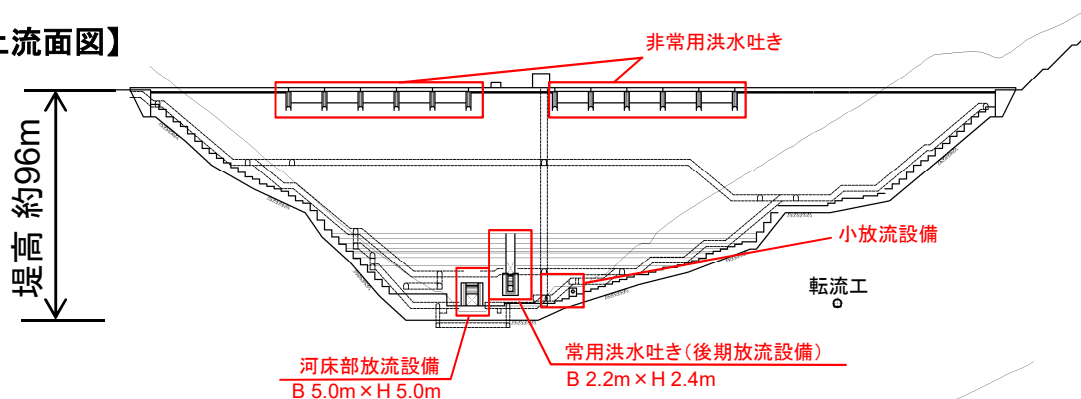 流面図】
非常用洪水吐き
堤高 約96m
小放流設備
転流工
河床部放流設備
B 5.0m×H 5.0m
常用洪水吐き(後期放流設備)
B 2.2m×H 2.4m